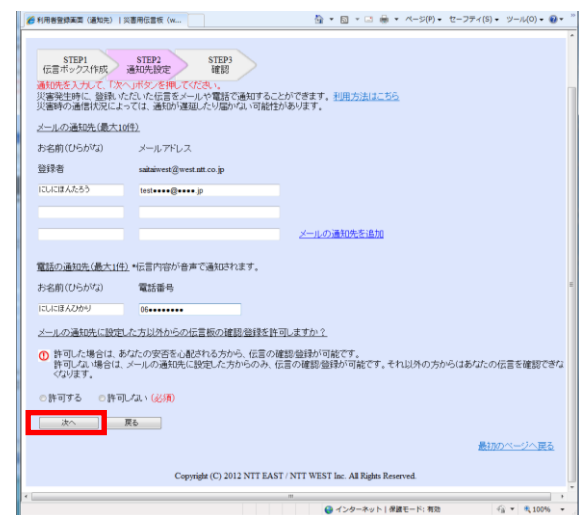 利用者登録画面(通知先) | 災害用伝言板 (w...
ページ(P) セーフティ(S) ツール(O)
STEP1 STEP2 STEP3
伝言ボックス作成 通知先設定 確認
通知先を入力して、「次へ」ボタンを押してください。
災害発生時に、登録いただいた伝言をメールや電話で通知することができます。 利用方法はこちら
災害時の通信状況によっては、通知が遅延したり届かない可能性があります。
メールの通知先(最大10件)
お名前(ひらがな) メールアドレス
登録者 saitaiwest@west.ntt.co.jp
にしにほんたろう test●●●●@●●●●.jp
メールの通知先を追加
電話の通知先(最大1件) *伝言内容が音声で通知されます。
お名前(ひらがな) 電話番号
にしにほんひかり 06●●●●●●●●
メールの通知先に設定した方以外からの伝言板の確認/登録を許可しますか?
許可した場合は、あなたの安否を心配される方から、伝言の確認/登録が可能です。
許可しない場合は、メールの通知先に設定した方からのみ、伝言の確認/登録が可能です。それ以外の方からはあなたの伝言を確認できな
くなります。
許可する 許可しない (必須)
次へ 戻る
最初のページへ戻る
Copyright (C) 2012 NTT EAST / NTT WEST Inc. All Rights Reserved.
インターネット | 保護モード: 有効 100%